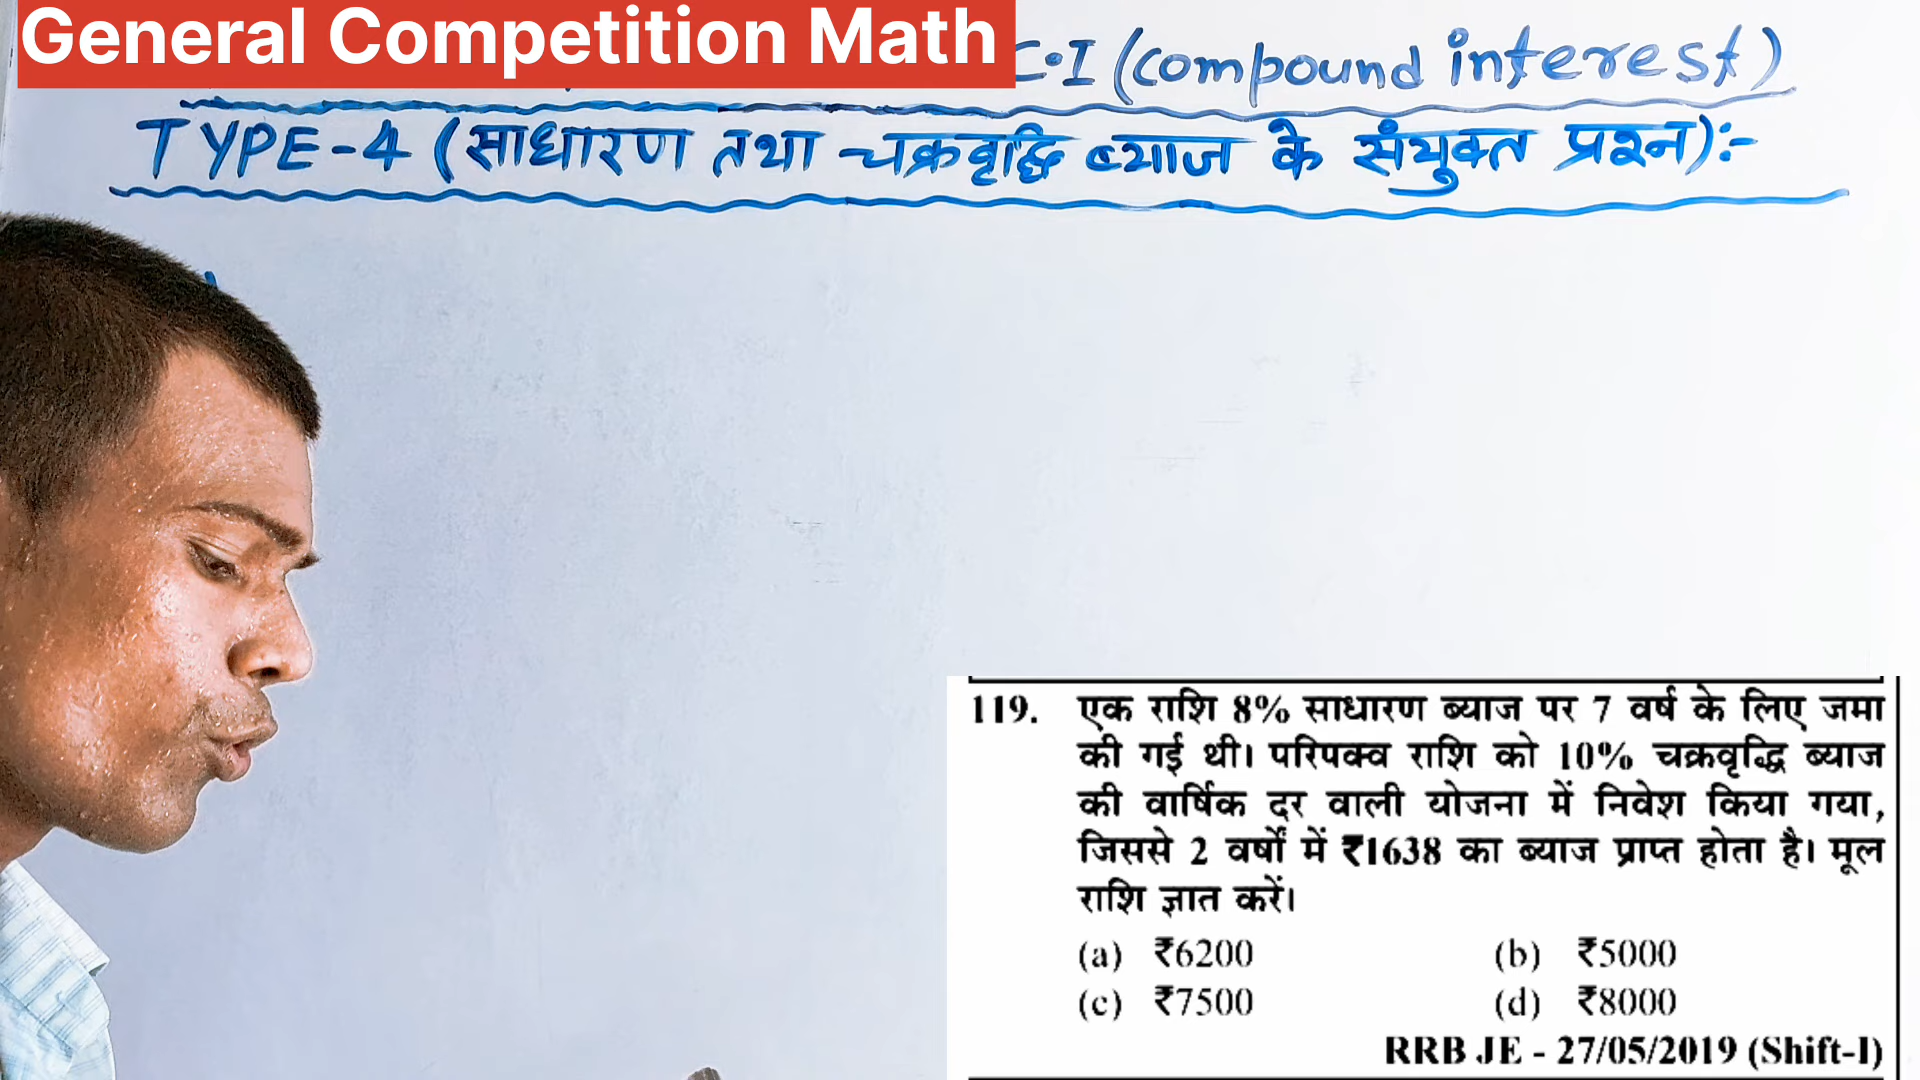 General Competition Math
C.I (compound interest)
TYPE-4 (साधारण तथा चक्रवृद्धि ब्याज के संयुक्त प्रश्न):-
119. एक राशि 8% साधारण ब्याज पर 7 वर्ष के लिए जमा
की गई थी। परिपक्व राशि को 10% चक्रवृद्धि ब्याज
की वार्षिक दर वाली योजना में निवेश किया गया,
जिससे 2 वर्षों में ₹1638 का ब्याज प्राप्त होता है। मूल
राशि ज्ञात करें।
(a) ₹6200 (b) ₹5000
(c) ₹7500 (d) ₹8000
RRB JE - 27/05/2019 (Shift-I)